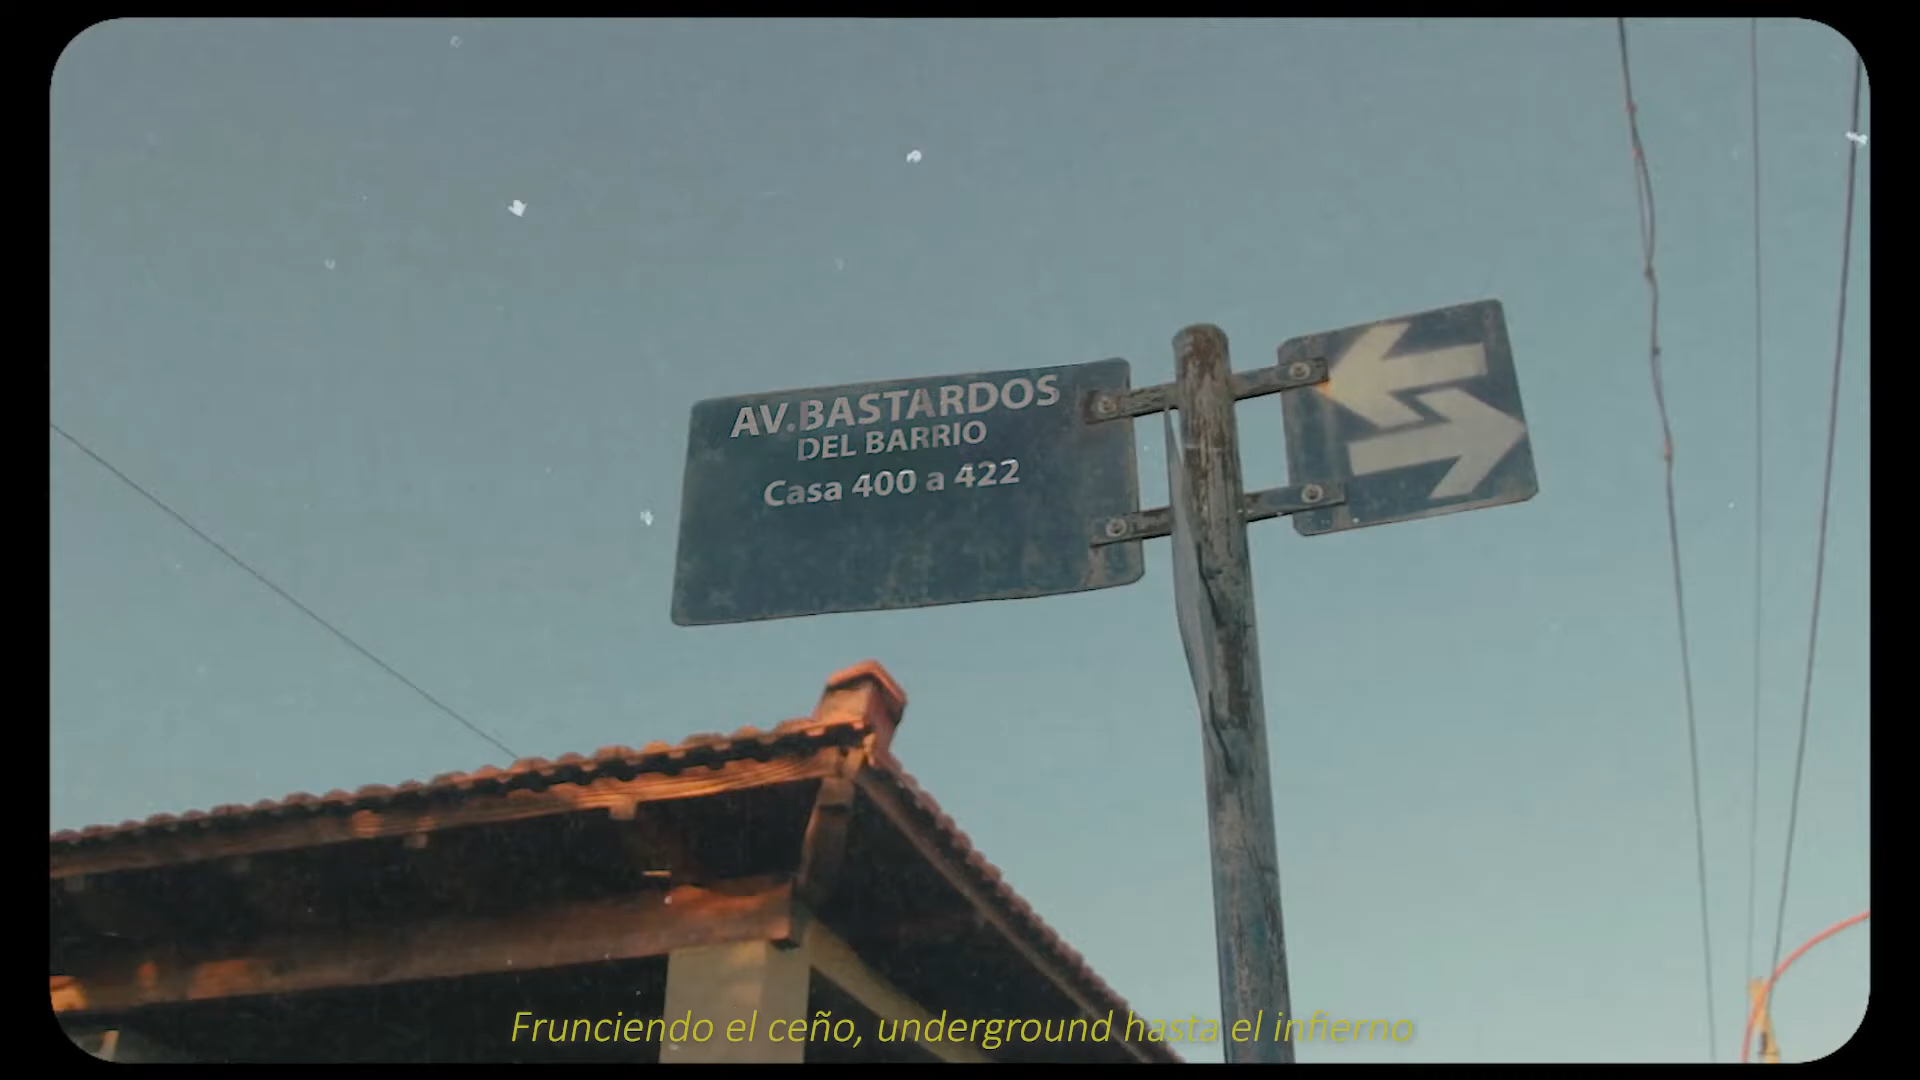 AV.BASTARDOS
DEL BARRIO
Casa 400 a 422
Frunciendo el ceño, underground hasta el infierno